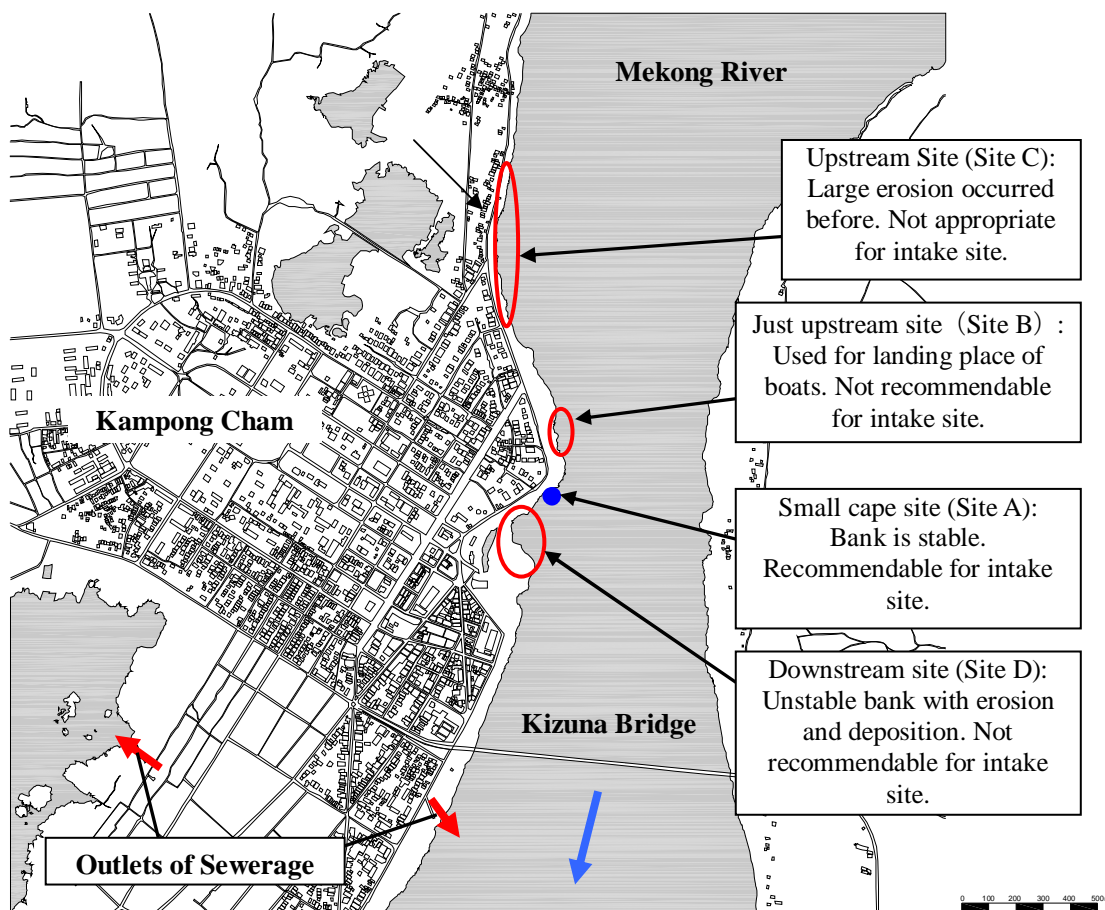 Mekong River
Upstream Site (Site C):
Large erosion occurred
before. Not appropriate
for intake site.
Just upstream site（Site B）:
Used for landing place of
boats. Not recommendable
for intake site.
Kampong Cham
Small cape site (Site A):
Bank is stable.
Recommendable for intake
site.
Downstream site (Site D):
Unstable bank with erosion
and deposition. Not
recommendable for intake
site.
Kizuna Bridge
Outlets of Sewerage
0 100 200 300 400 500